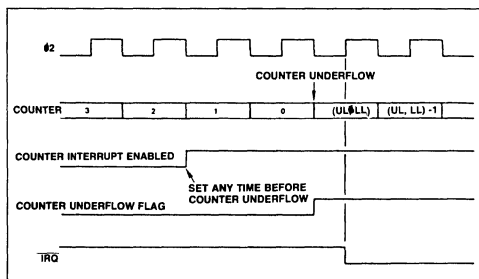 ϕ2
COUNTER UNDERFLOW
COUNTER 3 2 1 0 (UL, LL) (UL, LL) -1
COUNTER INTERRUPT ENABLED
SET ANY TIME BEFORE
COUNTER UNDERFLOW
COUNTER UNDERFLOW FLAG
IRQ